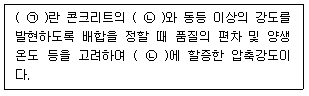 ( ㉠ )란 콘크리트의 ( ㉡ )와 동등 이상의 강도를
발현하도록 배합을 정할 때 품질의 편차 및 양생
온도 등을 고려하여 ( ㉡ )에 할증한 압축강도이
다.